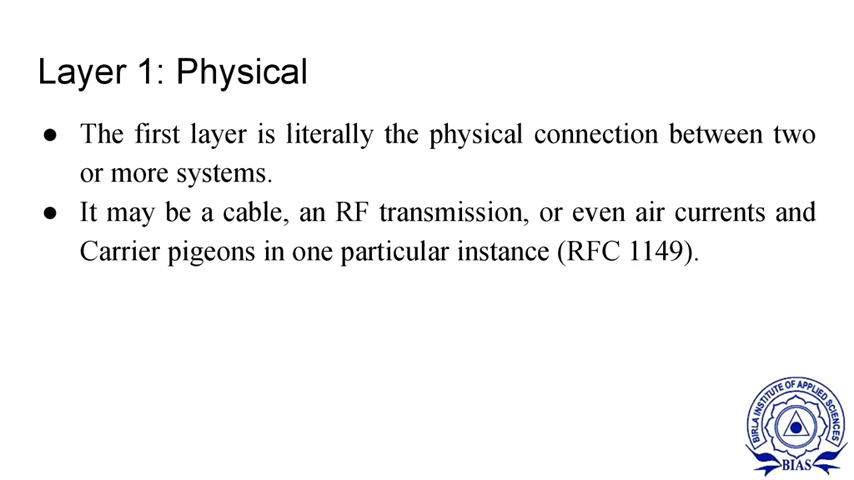 Layer 1: Physical
● The first layer is literally the physical connection between two
or more systems.
● It may be a cable, an RF transmission, or even air currents and
Carrier pigeons in one particular instance (RFC 1149).
BIRLA INSTITUTE OF APPLIED SCIENCES
BIAS